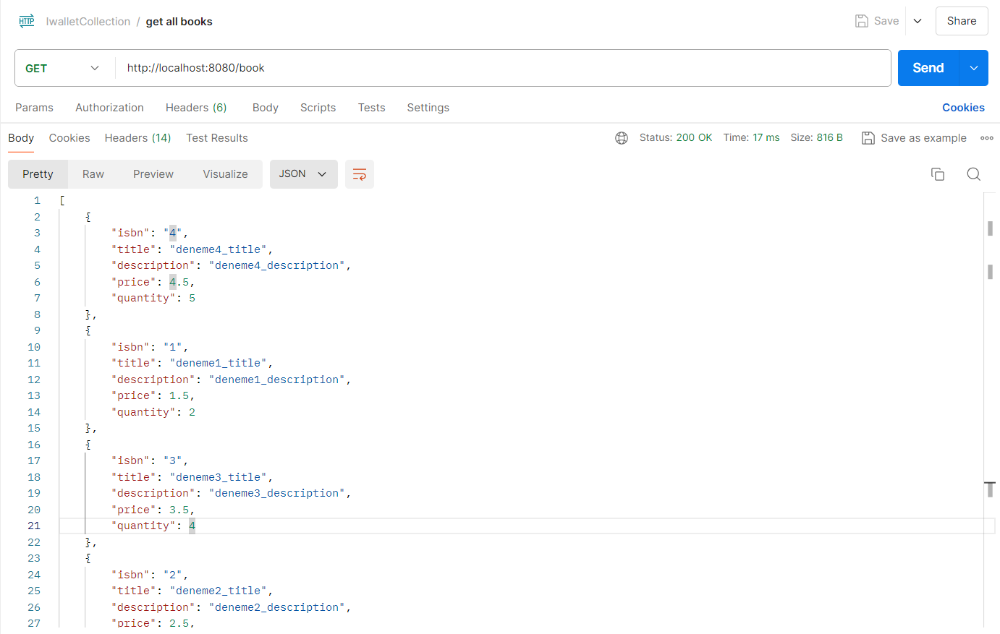 HTTP IwalletCollection / get all books Save Share
GET http://localhost:8080/book Send
Params Authorization Headers (6) Body Scripts Tests Settings Cookies
Body Cookies Headers (14) Test Results Status: 200 OK Time: 17 ms Size: 816 B Save as example
Pretty Raw Preview Visualize JSON
1 [
2 {
3 "isbn": "4",
4 "title": "deneme4_title",
5 "description": "deneme4_description",
6 "price": 4.5,
7 "quantity": 5
8 },
9 {
10 "isbn": "1",
11 "title": "deneme1_title",
12 "description": "deneme1_description",
13 "price": 1.5,
14 "quantity": 2
15 },
16 {
17 "isbn": "3",
18 "title": "deneme3_title",
19 "description": "deneme3_description",
20 "price": 3.5,
21 "quantity": 4
22 },
23 {
24 "isbn": "2",
25 "title": "deneme2_title",
26 "description": "deneme2_description",
27 "price": 2.5,